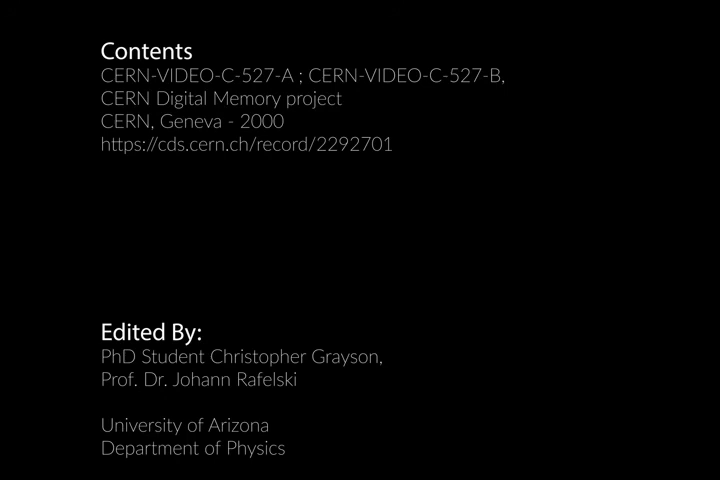 Contents
CERN-VIDEO-C-527-A ; CERN-VIDEO-C-527-B,
CERN Digital Memory project
CERN, Geneva - 2000
https://cds.cern.ch/record/2292701
Edited By:
PhD Student Christopher Grayson,
Prof. Dr. Johann Rafelski
University of Arizona
Department of Physics